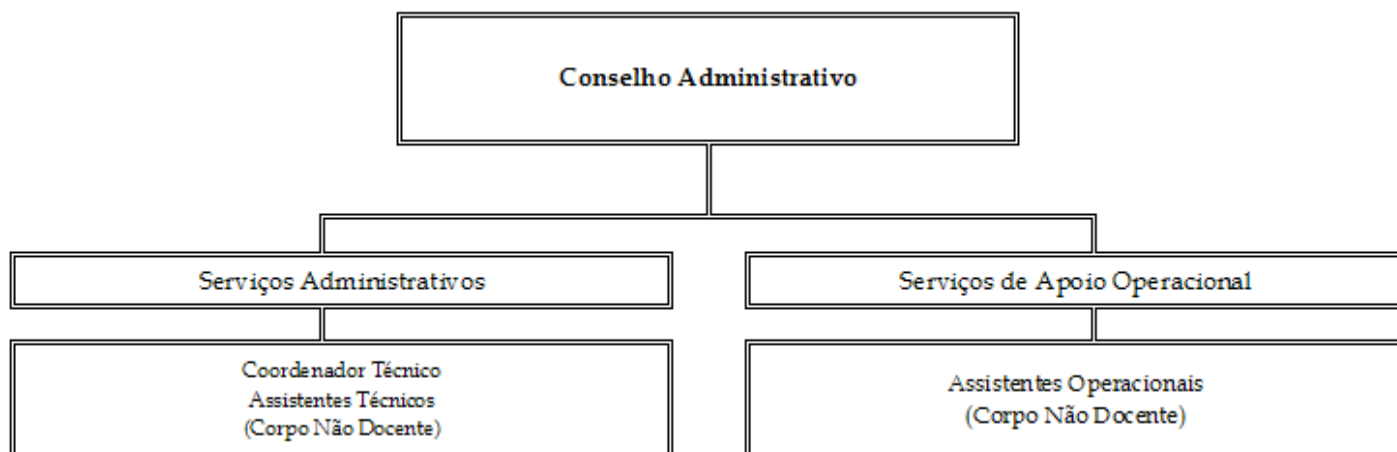 Conselho Administrativo
Serviços Administrativos
Serviços de Apoio Operacional
Coordenador Técnico
Assistentes Técnicos
(Corpo Não Docente)
Assistentes Operacionais
(Corpo Não Docente)